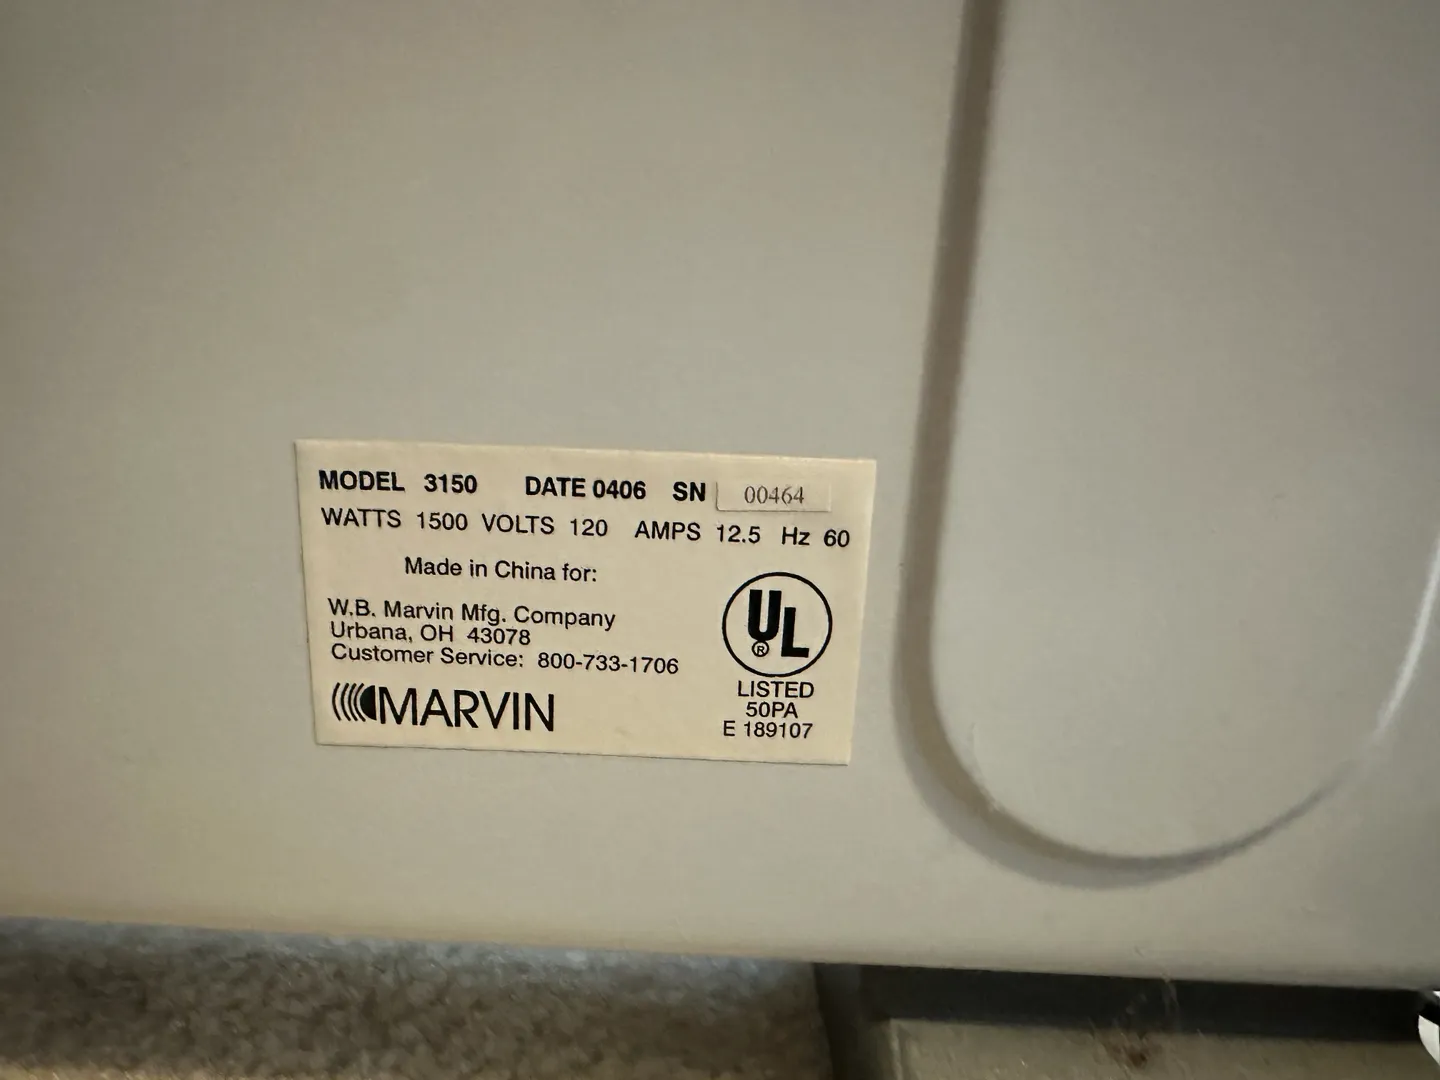 MODEL 3150 DATE 0406 SN 00464
WATTS 1500 VOLTS 120 AMPS 12.5 Hz 60
Made in China for:
W.B. Marvin Mfg. Company
Urbana, OH 43078
Customer Service: 800-733-1706
MARVIN
UL
®
LISTED
50PA
E 189107